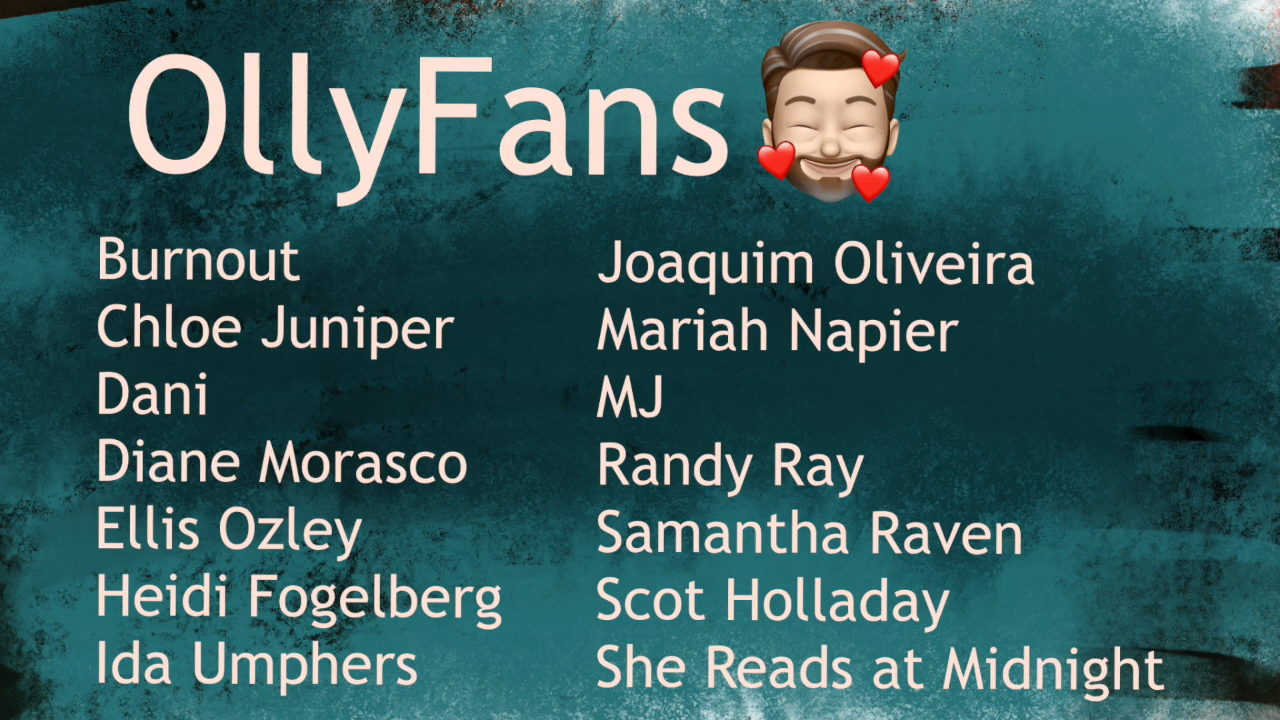 OllyFans
Burnout
Chloe Juniper
Dani
Diane Morasco
Ellis Ozley
Heidi Fogelberg
Ida Umphers
Joaquim Oliveira
Mariah Napier
MJ
Randy Ray
Samantha Raven
Scot Holladay
She Reads at Midnight